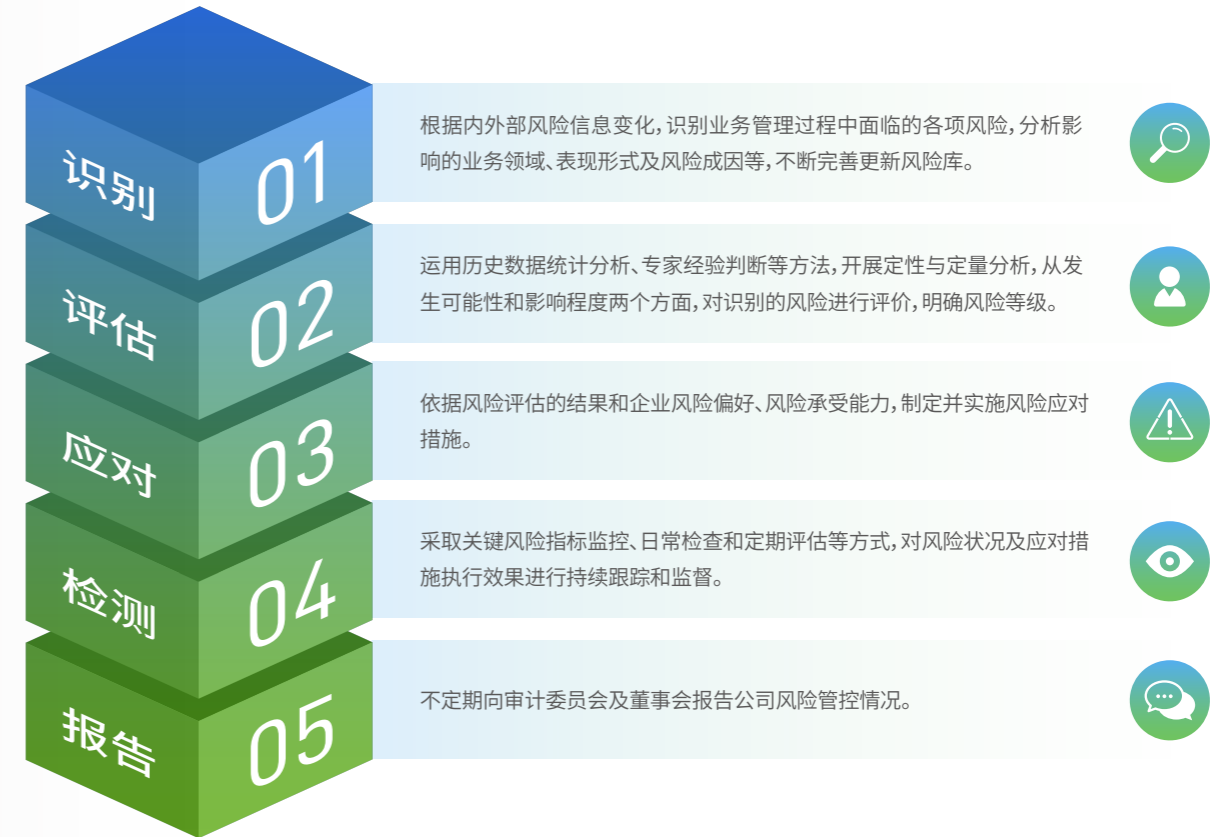 识别
01
根据内外部风险信息变化，识别业务管理过程中面临的各项风险，分析影
响的业务领域、表现形式及风险成因等，不断完善更新风险库。
评估
02
运用历史数据统计分析、专家经验判断等方法，开展定性与定量分析，从发
生可能性和影响程度两个方面，对识别的风险进行评价，明确风险等级。
应对
03
依据风险评估的结果和企业风险偏好、风险承受能力，制定并实施风险应对
措施。
检测
04
采取关键风险指标监控、日常检查和定期评估等方式，对风险状况及应对措
施执行效果进行持续跟踪和监督。
报告
05
不定期向审计委员会及董事会报告公司风险管控情况。